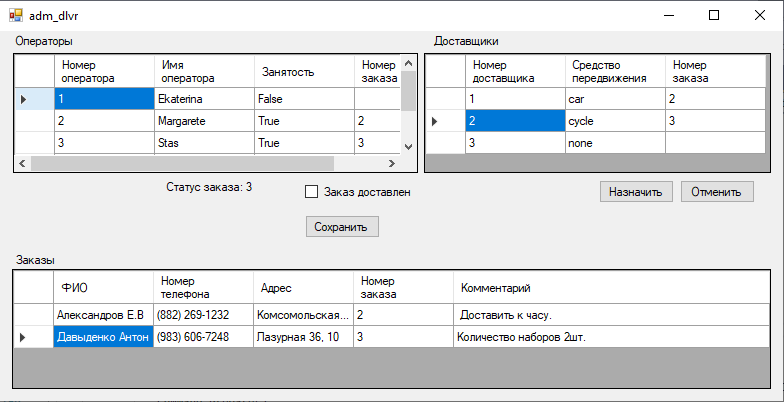 adm_dlvr
Операторы
Номер оператора Имя оператора Занятость Номер заказа
1 Ekaterina False
2 Margarete True 2
3 Stas True 3
Доставщики
Номер доставщика Средство передвижения Номер заказа
1 car 2
2 cycle 3
3 none
Статус заказа: 3 Заказ доставлен
Назначить Отменить
Сохранить
Заказы
ФИО Номер телефона Адрес Номер заказа Комментарий
Александров Е.В (882) 269-1232 Комсомольская... 2 Доставить к часу.
Давыденко Антон (983) 606-7248 Лазурная 36, 10 3 Количество наборов 2шт.